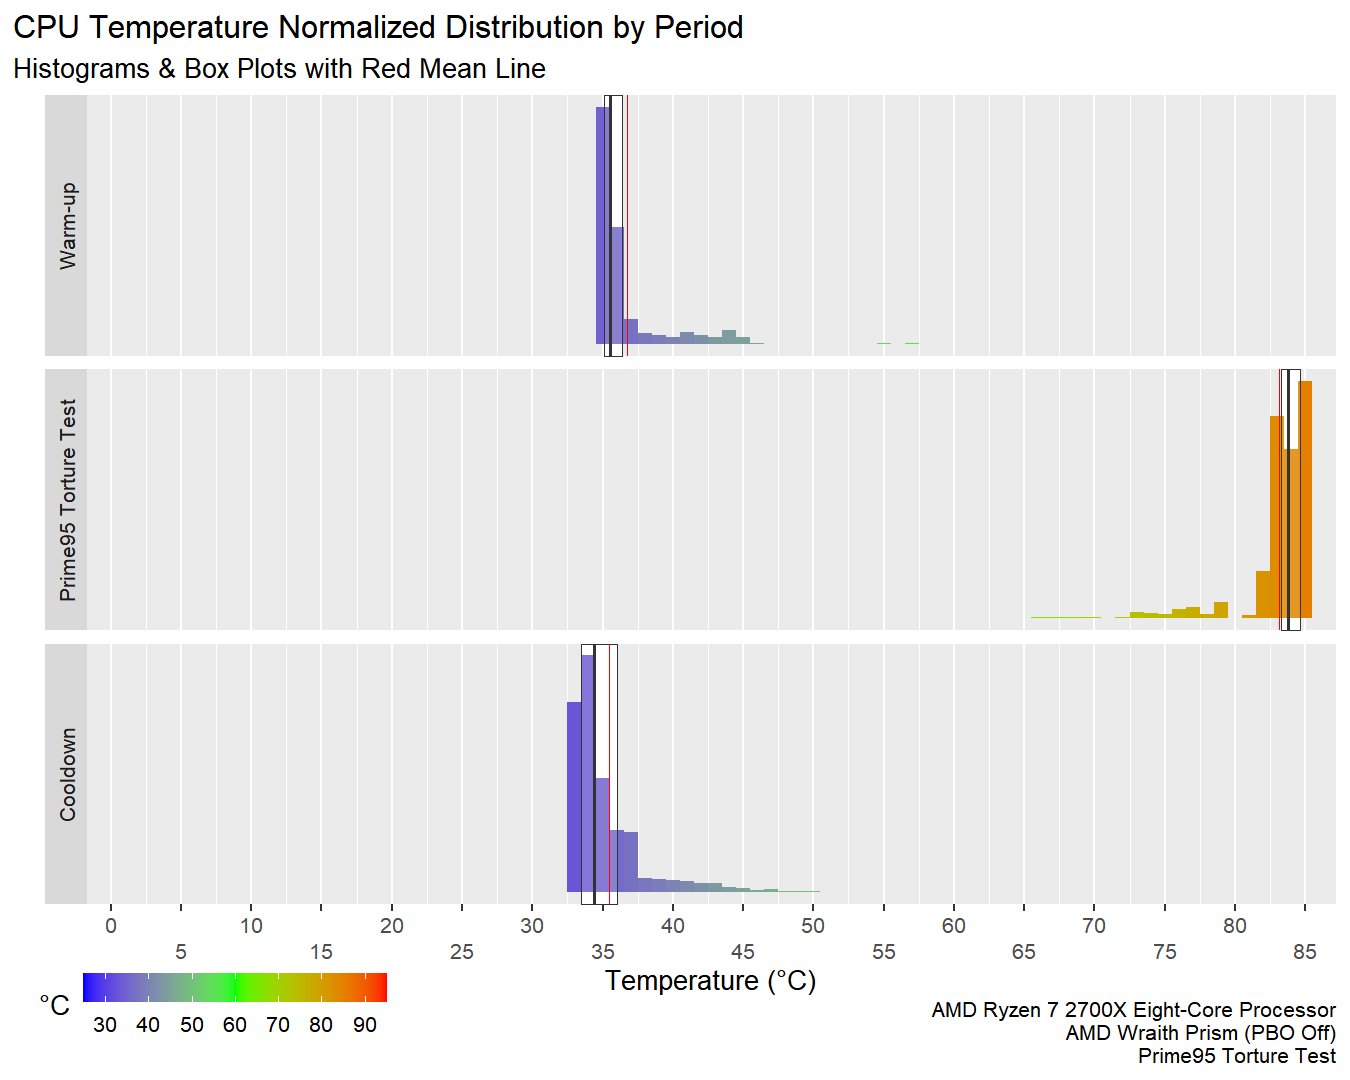 CPU Temperature Normalized Distribution by Period
Histograms & Box Plots with Red Mean Line
Warm-up
Prime95 Torture Test
Cooldown
0 10 20 30 40 50 60 70 80
5 15 25 35 45 55 65 75 85
Temperature (°C)
°C
30 40 50 60 70 80 90
AMD Ryzen 7 2700X Eight-Core Processor
AMD Wraith Prism (PBO Off)
Prime95 Torture Test